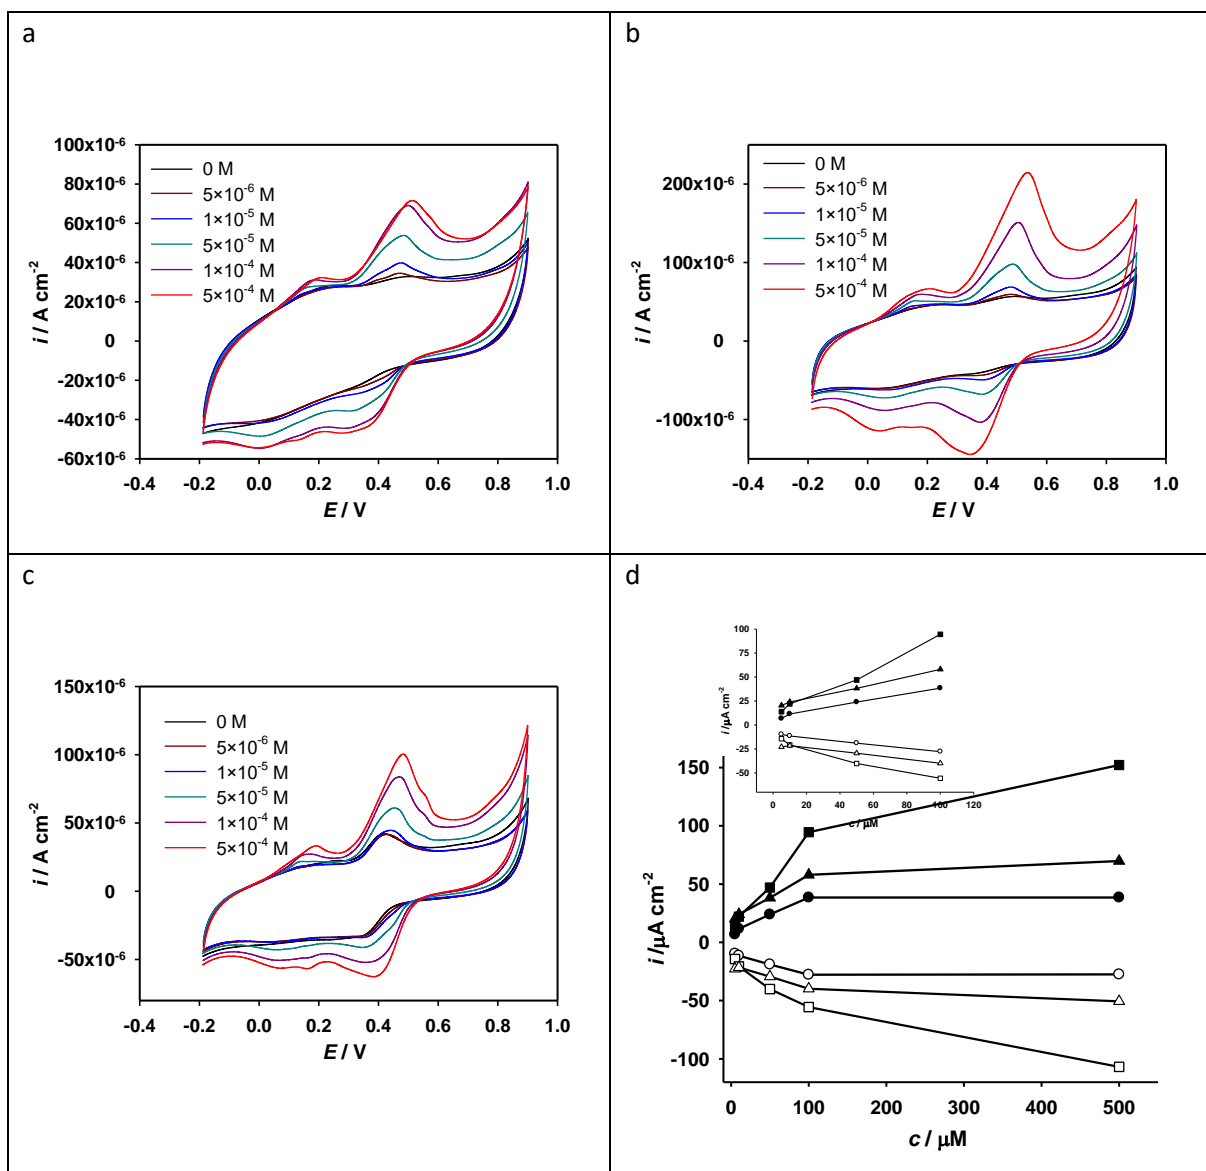 a
100x10-6
80x10-6
60x10-6
40x10-6
20x10-6
0
-20x10-6
-40x10-6
-60x10-6
0 M
5×10-6 M
1×10-5 M
5×10-5 M
1×10-4 M
5×10-4 M
-0.4 -0.2 0.0 0.2 0.4 0.6 0.8 1.0
i / A cm-2
E / V
b
200x10-6
100x10-6
0
-100x10-6
0 M
5×10-6 M
1×10-5 M
5×10-5 M
1×10-4 M
5×10-4 M
-0.4 -0.2 0.0 0.2 0.4 0.6 0.8 1.0
i / A cm-2
E / V
c
150x10-6
100x10-6
50x10-6
0
-50x10-6
0 M
5×10-6 M
1×10-5 M
5×10-5 M
1×10-4 M
5×10-4 M
-0.4 -0.2 0.0 0.2 0.4 0.6 0.8 1.0
i / A cm-2
E / V
d
100
75
50
25
0
-25
-50
0 20 40 60 80 100 120
i /µA cm-2
c / µM
150
100
50
0
-50
-100
0 100 200 300 400 500
i /µA cm-2
c / µM